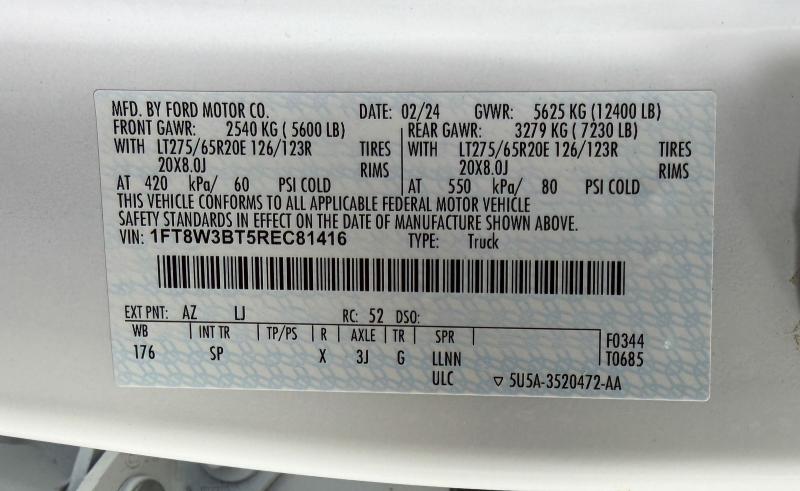 MFD. BY FORD MOTOR CO. DATE: 02/24 GVWR: 5625 KG (12400 LB)
FRONT GAWR: 2540 KG ( 5600 LB) REAR GAWR: 3279 KG ( 7230 LB)
WITH LT275/65R20E 126/123R TIRES WITH LT275/65R20E 126/123R TIRES
20X8.0J RIMS 20X8.0J RIMS
AT 420 kPa/ 60 PSI COLD AT 550 kPa/ 80 PSI COLD
THIS VEHICLE CONFORMS TO ALL APPLICABLE FEDERAL MOTOR VEHICLE
SAFETY STANDARDS IN EFFECT ON THE DATE OF MANUFACTURE SHOWN ABOVE.
VIN: 1FT8W3BT5REC81416 TYPE: Truck
EXT PNT: AZ LJ RC: 52 DSO:
WB INT TR TP/PS R AXLE TR SPR F0344
176 SP X 3J G LLNN T0685
ULC ▽ 5U5A-3520472-AA